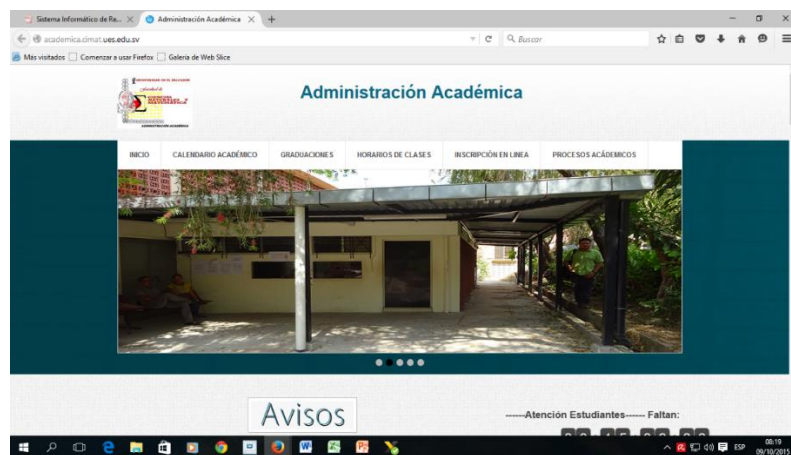 Sistema Informático de Re...
Administración Académica
academica.cimat.ues.edu.sv
Buscar
Más visitados
Comenzar a usar Firefox
Galería de Web Slice
Administración Académica
INICIO
CALENDARIO ACADÉMICO
GRADUACIONES
HORARIOS DE CLASES
INSCRIPCIÓN EN LINEA
PROCESOS ACÁDEMICOS
Avisos
------Atención Estudiantes------ Faltan:
ESP
08:19
09/10/2015